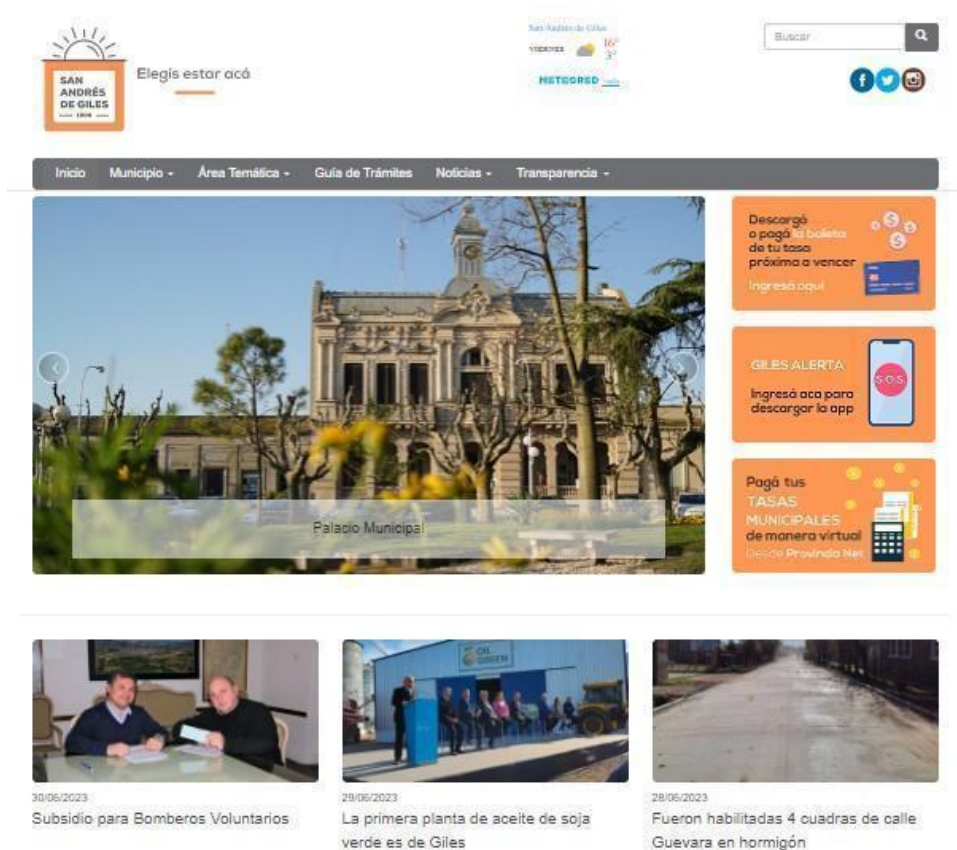 SAN
ANDRÉS
DE GILES
1806
Elegís estar acá
San Andrés de Giles
VIERNES
16°
3°
METEORED
Buscar
Inicio
Municipio
Área Temática
Guía de Trámites
Noticias
Transparencia
Descargá
o pagá la boleta
de tu tasa
próxima a vencer
Ingresá aquí
GILES ALERTA
Ingresá aca para
descargar la app
S.O.S.
Pagá tus
TASAS
MUNICIPALES
de manera virtual
Desde Provincia Net
Palacio Municipal
OIL
GREEN
30/06/2023
Subsidio para Bomberos Voluntarios
29/06/2023
La primera planta de aceite de soja
verde es de Giles
28/06/2023
Fueron habilitadas 4 cuadras de calle
Guevara en hormigón